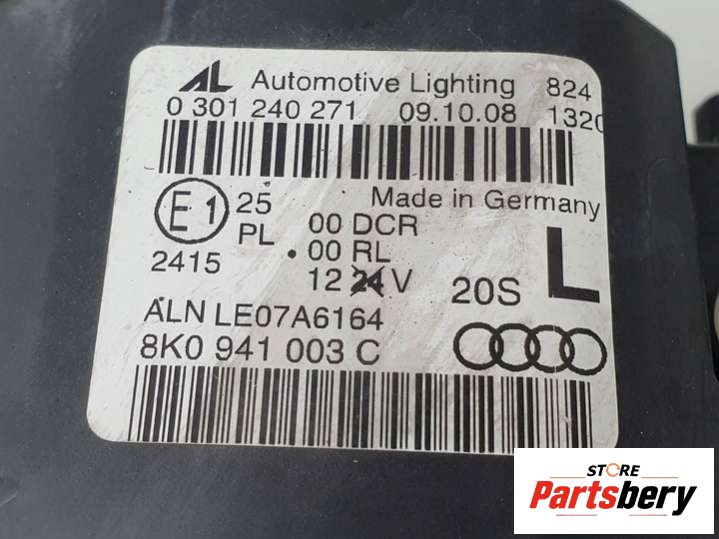 AL Automotive Lighting 824
0 301 240 271 09.10.08 1320
Made in Germany
E1 25 00 DCR
PL .00 RL L
2415 12 24 V 20S
ALN LE07A6164
8K0 941 003 C
STORE
Partsbery